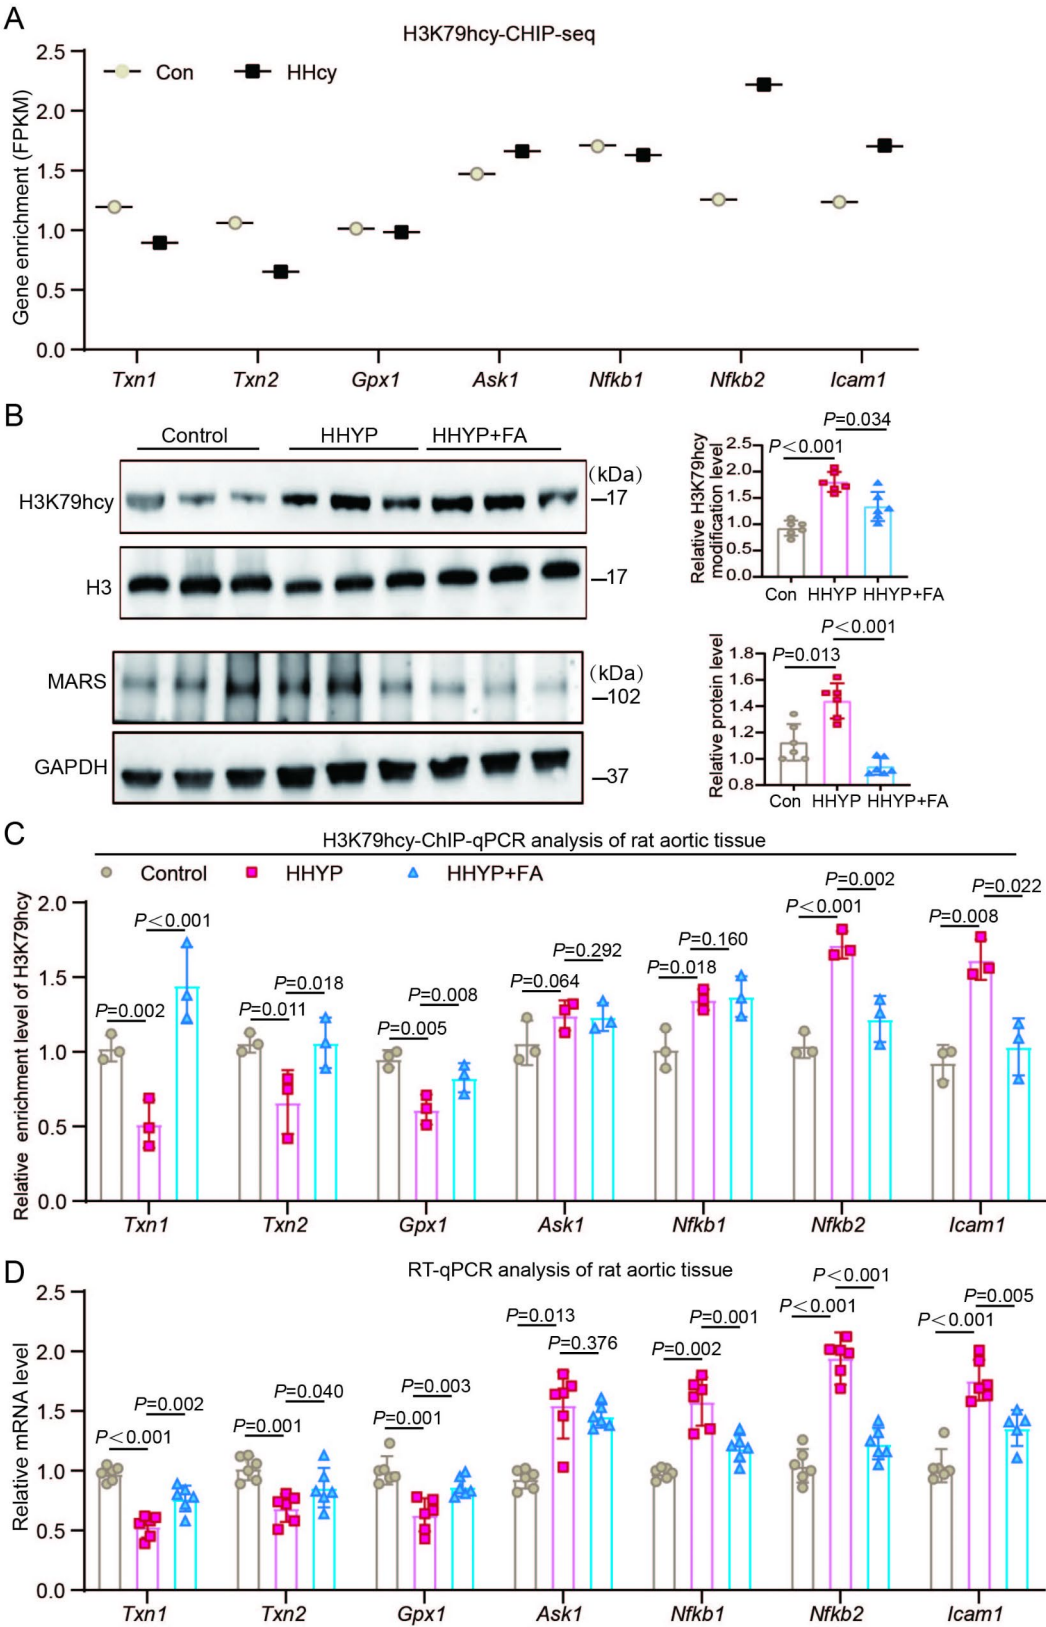 A
H3K79hcy-CHIP-seq
Gene enrichment (FPKM)
2.5
2.0
1.5
1.0
0.5
0.0
Con
HHcy
Txn1 Txn2 Gpx1 Ask1 Nfkb1 Nfkb2 Icam1
B
Control HHYP HHYP+FA
H3K79hcy
(kDa)
17
H3
17
MARS
(kDa)
102
GAPDH
37
Relative H3K79hcy
modification level
2.5
2.0
1.5
1.0
0.5
0.0
P=0.034
P<0.001
Con HHYP HHYP+FA
Relative protein level
1.8
1.6
1.4
1.2
1.0
0.8
P<0.001
P=0.013
Con HHYP HHYP+FA
C
H3K79hcy-ChIP-qPCR analysis of rat aortic tissue
Control HHYP HHYP+FA
Relative enrichment level of H3K79hcy
2.0
1.5
1.0
0.5
0.0
P=0.002
P<0.001
P=0.011
P=0.018
P=0.005
P=0.008
P=0.064
P=0.292
P=0.018
P=0.160
P<0.001
P=0.002
P=0.008
P=0.022
Txn1 Txn2 Gpx1 Ask1 Nfkb1 Nfkb2 Icam1
D
RT-qPCR analysis of rat aortic tissue
Relative mRNA level
2.5
2.0
1.5
1.0
0.5
0.0
P<0.001
P=0.002
P=0.001
P=0.040
P=0.001
P=0.003
P=0.013
P=0.376
P=0.002
P=0.001
P<0.001
P<0.001
P<0.001
P=0.005
Txn1 Txn2 Gpx1 Ask1 Nfkb1 Nfkb2 Icam1